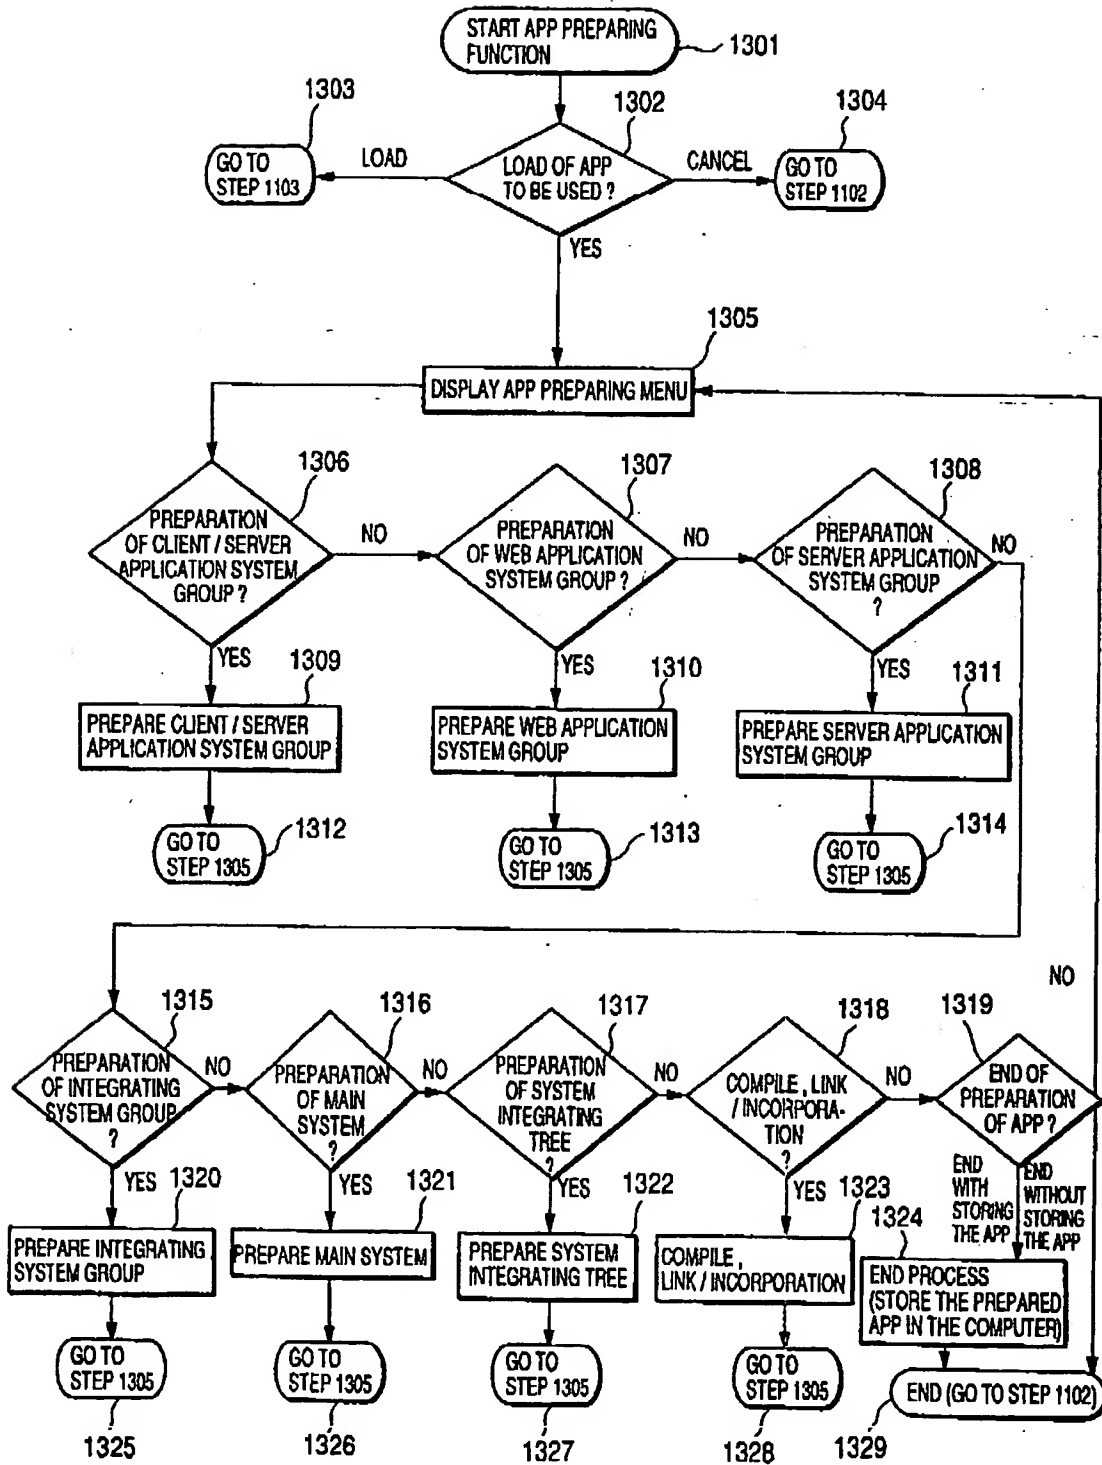 START APP PREPARING
FUNCTION
1301
1303
1302
1304
GO TO
STEP 1103
LOAD
LOAD OF APP
TO BE USED ?
CANCEL
GO TO
STEP 1102
YES
1305
DISPLAY APP PREPARING MENU
1306
1307
1308
PREPARATION
OF CLIENT / SERVER
APPLICATION SYSTEM
GROUP ?
NO
PREPARATION
OF WEB APPLICATION
SYSTEM GROUP ?
NO
PREPARATION
OF SERVER APPLICATION
SYSTEM GROUP
?
NO
YES
1309
YES
1310
YES
1311
PREPARE CLIENT / SERVER
APPLICATION SYSTEM GROUP
PREPARE WEB APPLICATION
SYSTEM GROUP
PREPARE SERVER APPLICATION
SYSTEM GROUP
GO TO
STEP 1305
1312
GO TO
STEP 1305
1313
GO TO
STEP 1305
1314
NO
1315
1316
1317
1318
1319
PREPARATION
OF INTEGRATING
SYSTEM GROUP
?
NO
PREPARATION
OF MAIN
SYSTEM
?
NO
PREPARATION
OF SYSTEM
INTEGRATING
TREE
?
NO
COMPILE , LINK
/ INCORPORA-
TION
?
NO
END OF
PREPARATION
OF APP ?
YES
1320
YES
1321
YES
1322
YES
1323
END
WITH
STORING
THE APP
END
WITHOUT
STORING
THE APP
1324
PREPARE INTEGRATING
SYSTEM GROUP
PREPARE MAIN SYSTEM
PREPARE SYSTEM
INTEGRATING TREE
COMPILE ,
LINK / INCORPORATION
END PROCESS
(STORE THE PREPARED
APP IN THE COMPUTER)
GO TO
STEP 1305
GO TO
STEP 1305
GO TO
STEP 1305
GO TO
STEP 1305
END (GO TO STEP 1102)
1325
1326
1327
1328
1329